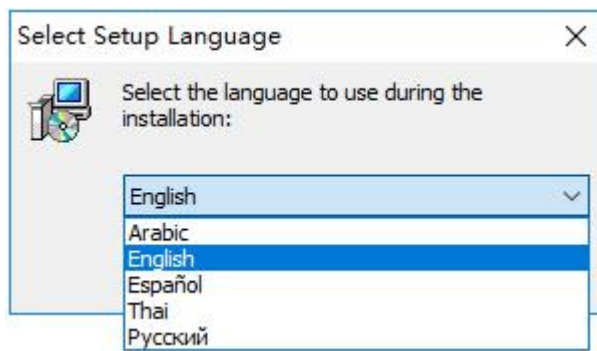 Select Setup Language
Select the language to use during the
installation:
English
Arabic
English
Español
Thai
Русский